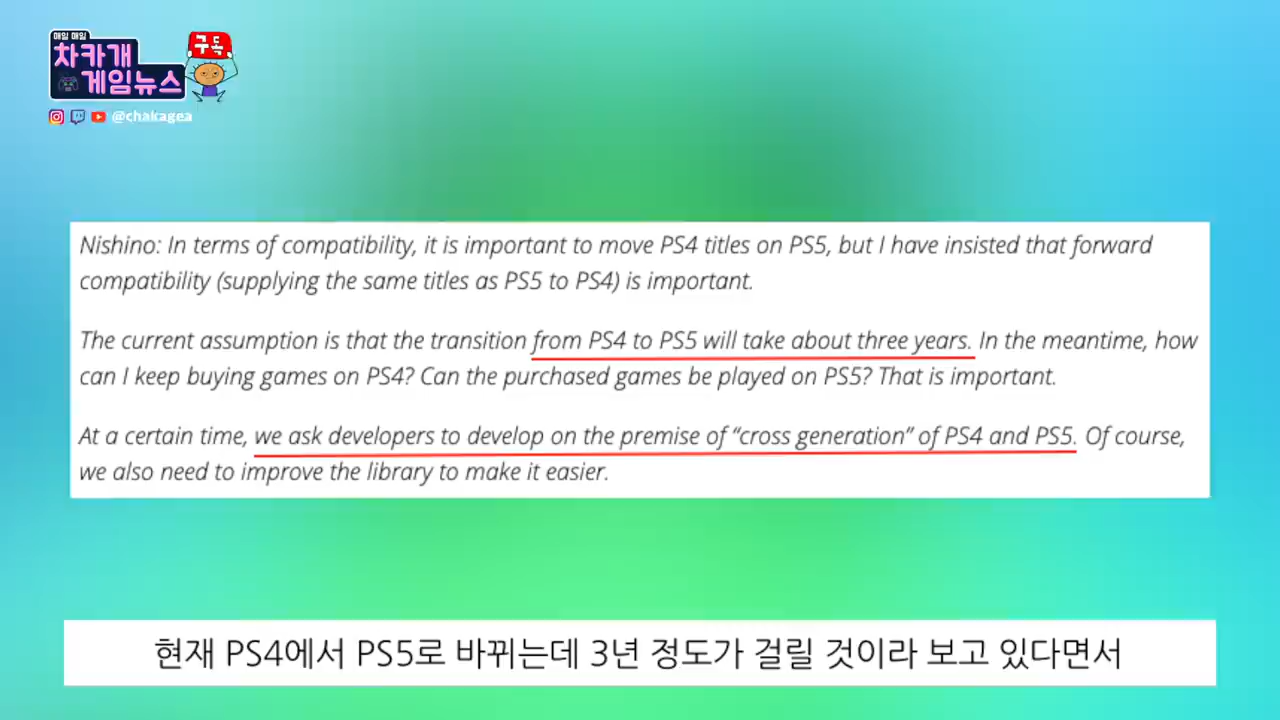 매일 매일
차카개
게임뉴스
구독
@chakagea
Nishino: In terms of compatibility, it is important to move PS4 titles on PS5, but I have insisted that forward
compatibility (supplying the same titles as PS5 to PS4) is important.
The current assumption is that the transition from PS4 to PS5 will take about three years. In the meantime, how
can I keep buying games on PS4? Can the purchased games be played on PS5? That is important.
At a certain time, we ask developers to develop on the premise of “cross generation” of PS4 and PS5. Of course,
we also need to improve the library to make it easier.
현재 PS4에서 PS5로 바뀌는데 3년 정도가 걸릴 것이라 보고 있다면서